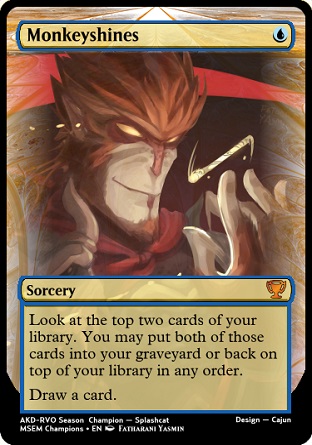 Monkeyshines
Sorcery
Look at the top two cards of your
library. You may put both of those
cards into your graveyard or back on
top of your library in any order.
Draw a card.
AKD-RVO Season Champion — Splashcat
Design — Cajun
MSEM Champions • EN Fatharani Yasmin